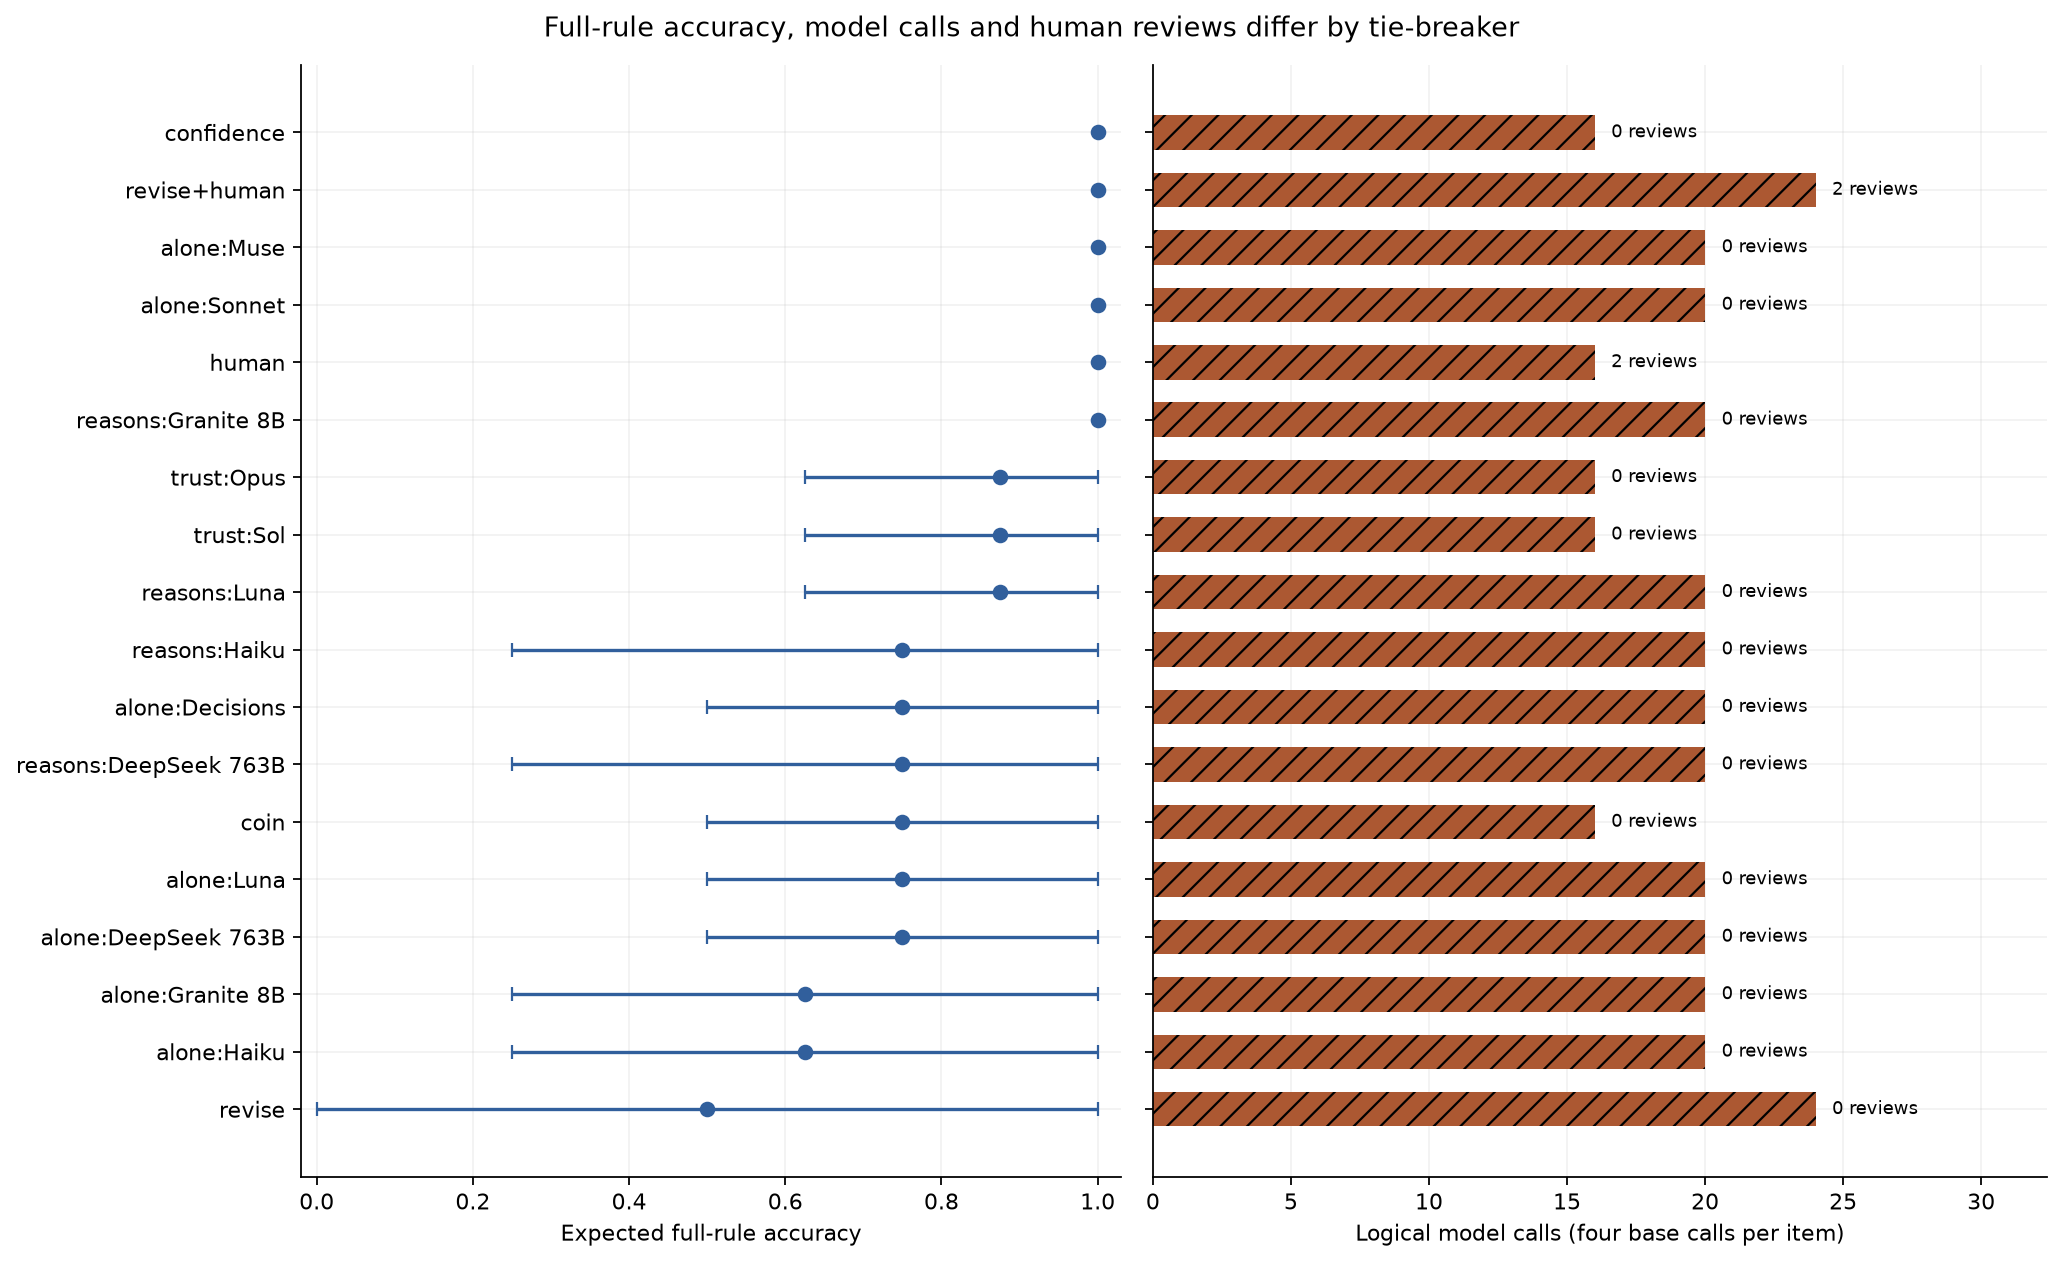 Full-rule accuracy, model calls and human reviews differ by tie-breaker
confidence
revise+human
alone:Muse
alone:Sonnet
human
reasons:Granite 8B
trust:Opus
trust:Sol
reasons:Luna
reasons:Haiku
alone:Decisions
reasons:DeepSeek 763B
coin
alone:Luna
alone:DeepSeek 763B
alone:Granite 8B
alone:Haiku
revise
0.0 0.2 0.4 0.6 0.8 1.0
Expected full-rule accuracy
0 reviews
2 reviews
0 reviews
0 reviews
2 reviews
0 reviews
0 reviews
0 reviews
0 reviews
0 reviews
0 reviews
0 reviews
0 reviews
0 reviews
0 reviews
0 reviews
0 reviews
0 reviews
0 5 10 15 20 25 30
Logical model calls (four base calls per item)